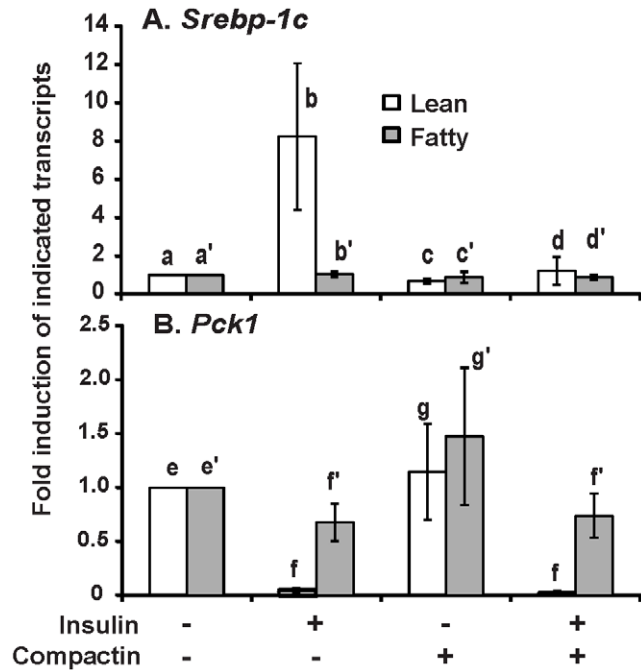 Fold induction of indicated transcripts
A. Srebp-1c
14
12
10
8
6
4
2
0
Lean
Fatty
a a' b b' c c' d d'
B. Pck1
2.5
2.0
1.5
1.0
0.5
0
e e' f f' g g' f f'
Insulin - + - +
Compactin - - + +